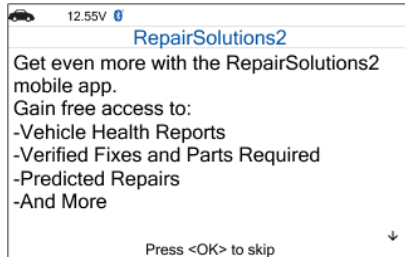 12.55V
RepairSolutions2
Get even more with the RepairSolutions2
mobile app.
Gain free access to:
-Vehicle Health Reports
-Verified Fixes and Parts Required
-Predicted Repairs
-And More
Press <OK> to skip